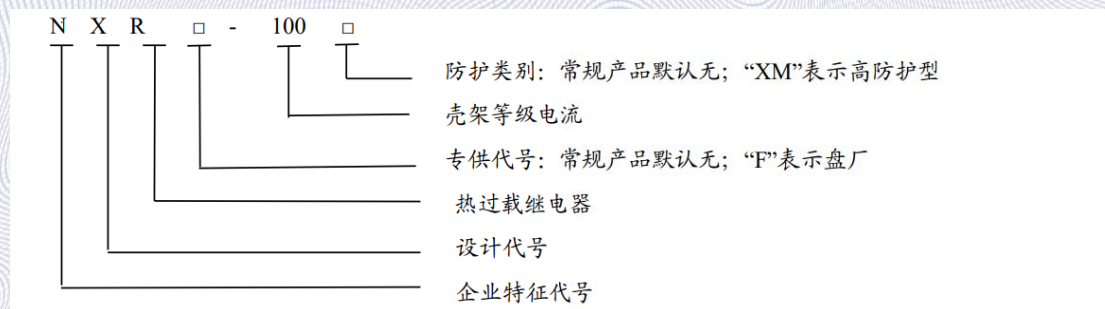 N X R □ - 100 □
防护类别：常规产品默认无；“XM”表示高防护型
壳架等级电流
专供代号：常规产品默认无；“F”表示盘厂
热过载继电器
设计代号
企业特征代号